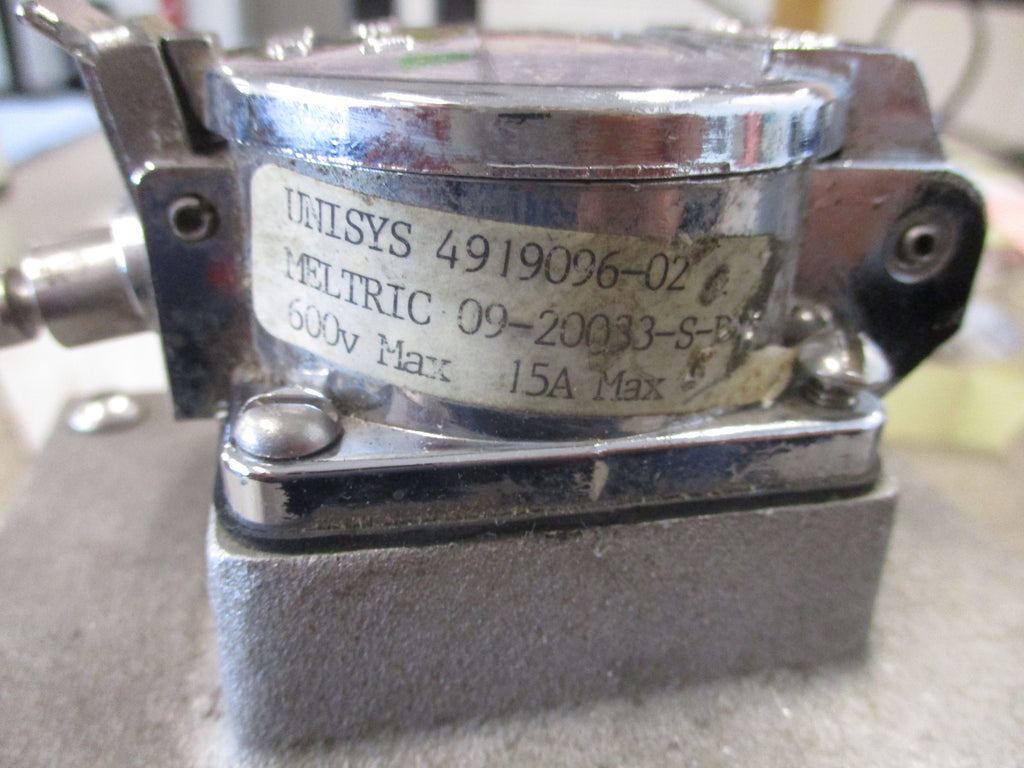 UNISYS 4919096-02
MELTRIC 09-20033-S-B
600v Max 15A Max